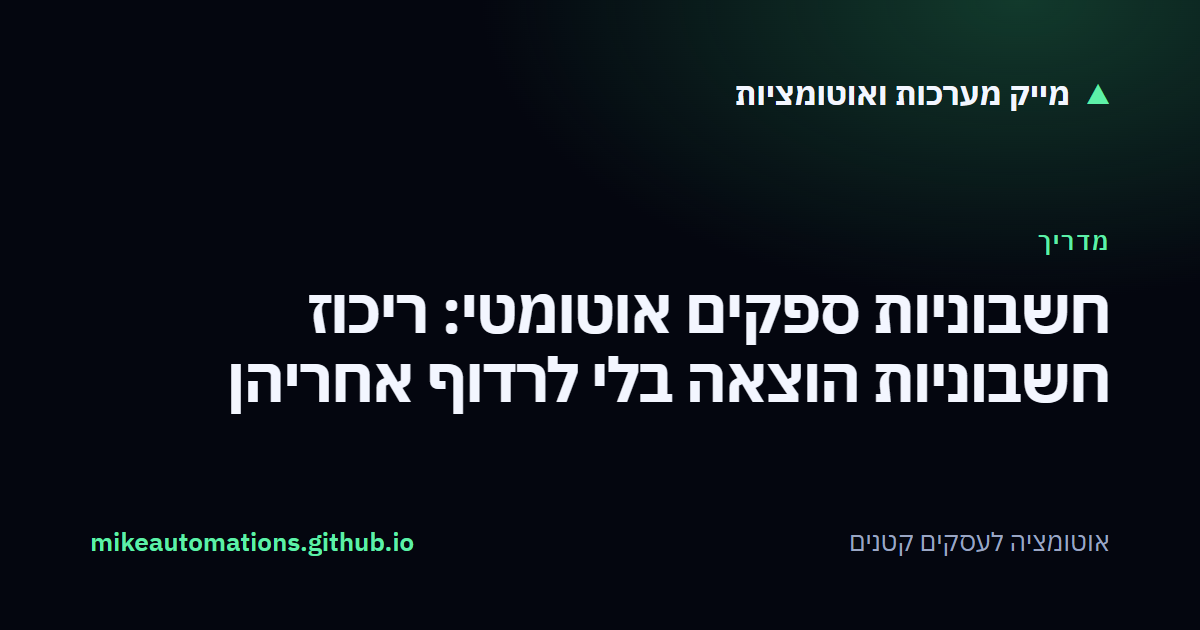 מייק מערכות ואוטומציות
מדריך
חשבוניות ספקים אוטומטי: ריכוז
חשבוניות הוצאה בלי לרדוף אחריהן
אוטומציה לעסקים קטנים
mikeautomations.github.io